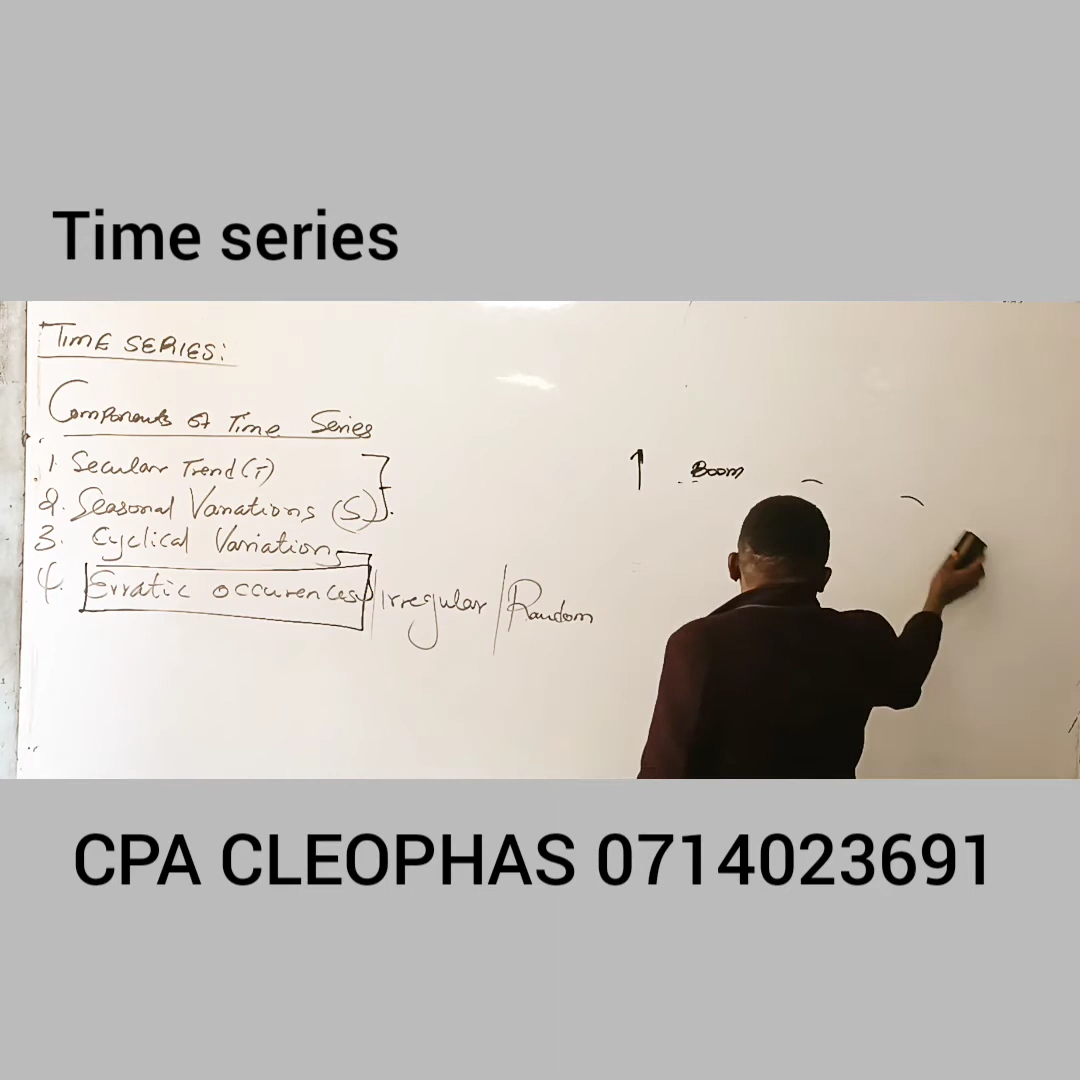 Time series
TIME SERIES:
Components of Time Series
1. Secular Trend (T)
2. Seasonal Variations (S)
3. Cyclical Variations
4. Erratic occurences/Irregular/Random
Boom
CPA CLEOPHAS 0714023691